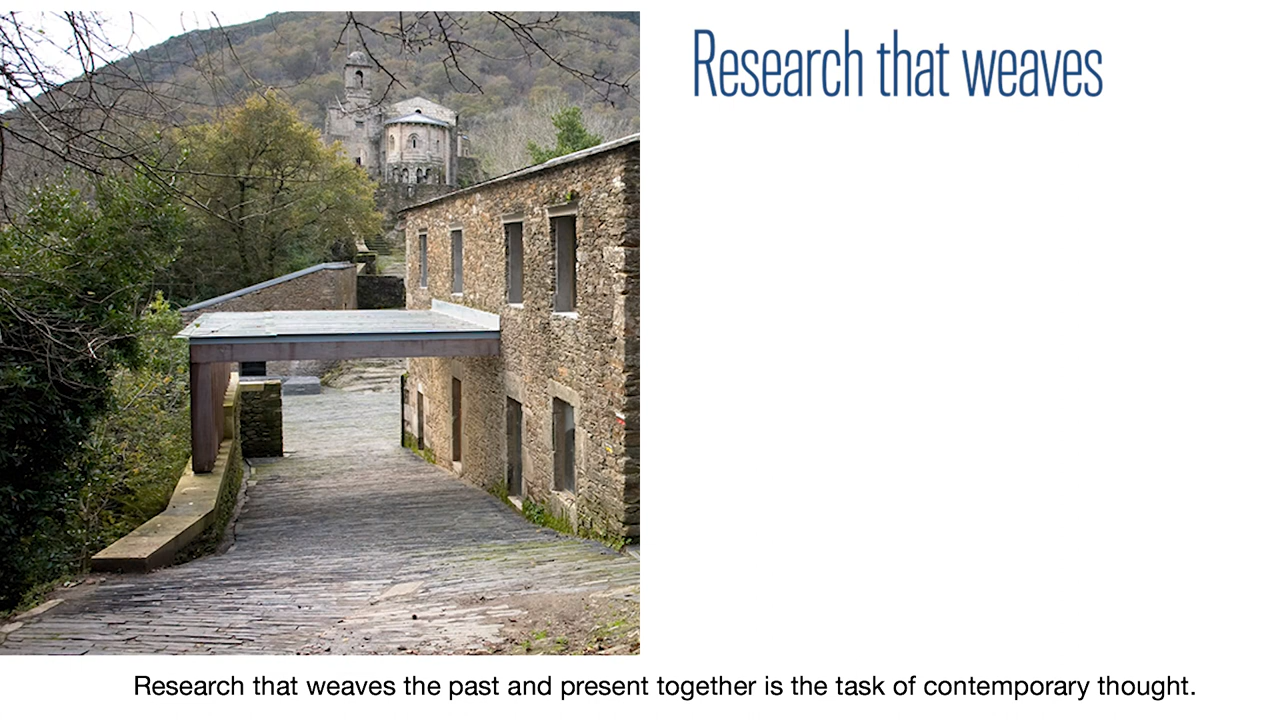 Research that weaves
Research that weaves the past and present together is the task of contemporary thought.